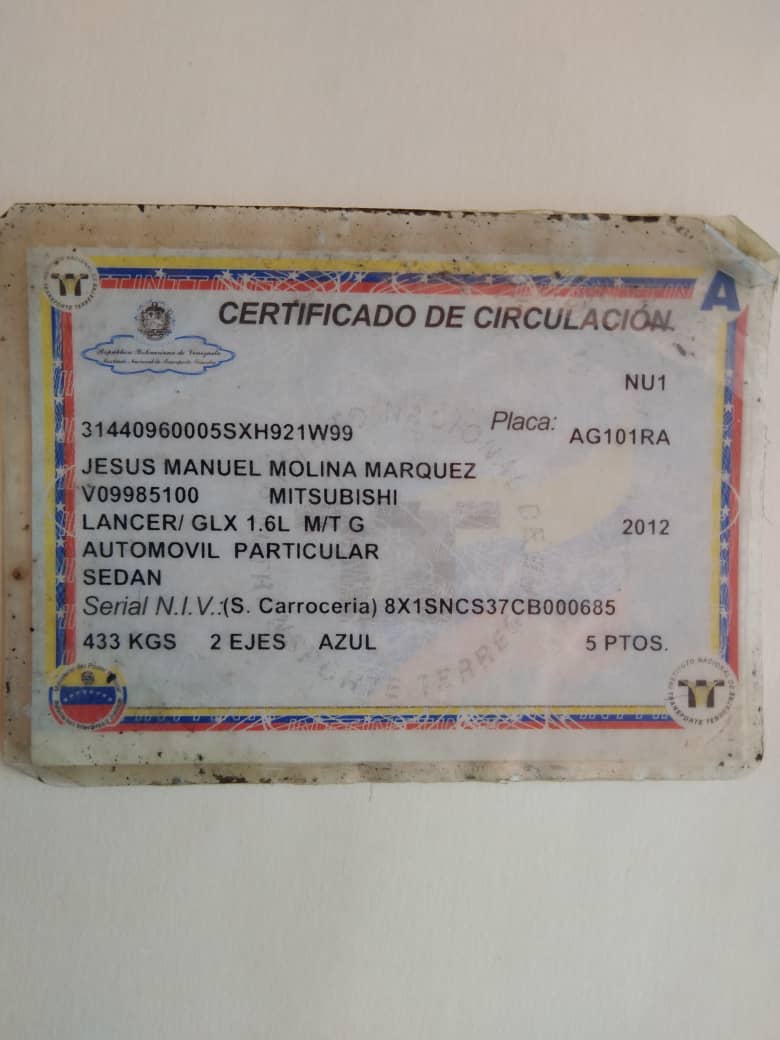 CERTIFICADO DE CIRCULACIÓN
A
República Bolivariana de Venezuela
Instituto Nacional de Transporte Terrestre
NU1
31440960005SXH921W99 Placa: AG101RA
JESUS MANUEL MOLINA MARQUEZ
V09985100 MITSUBISHI
LANCER/ GLX 1.6L M/T G 2012
AUTOMOVIL PARTICULAR
SEDAN
Serial N.I.V.:(S. Carroceria) 8X1SNCS37CB000685
433 KGS 2 EJES AZUL 5 PTOS.
INSTITUTO NACIONAL DE TRANSPORTE TERRESTRE